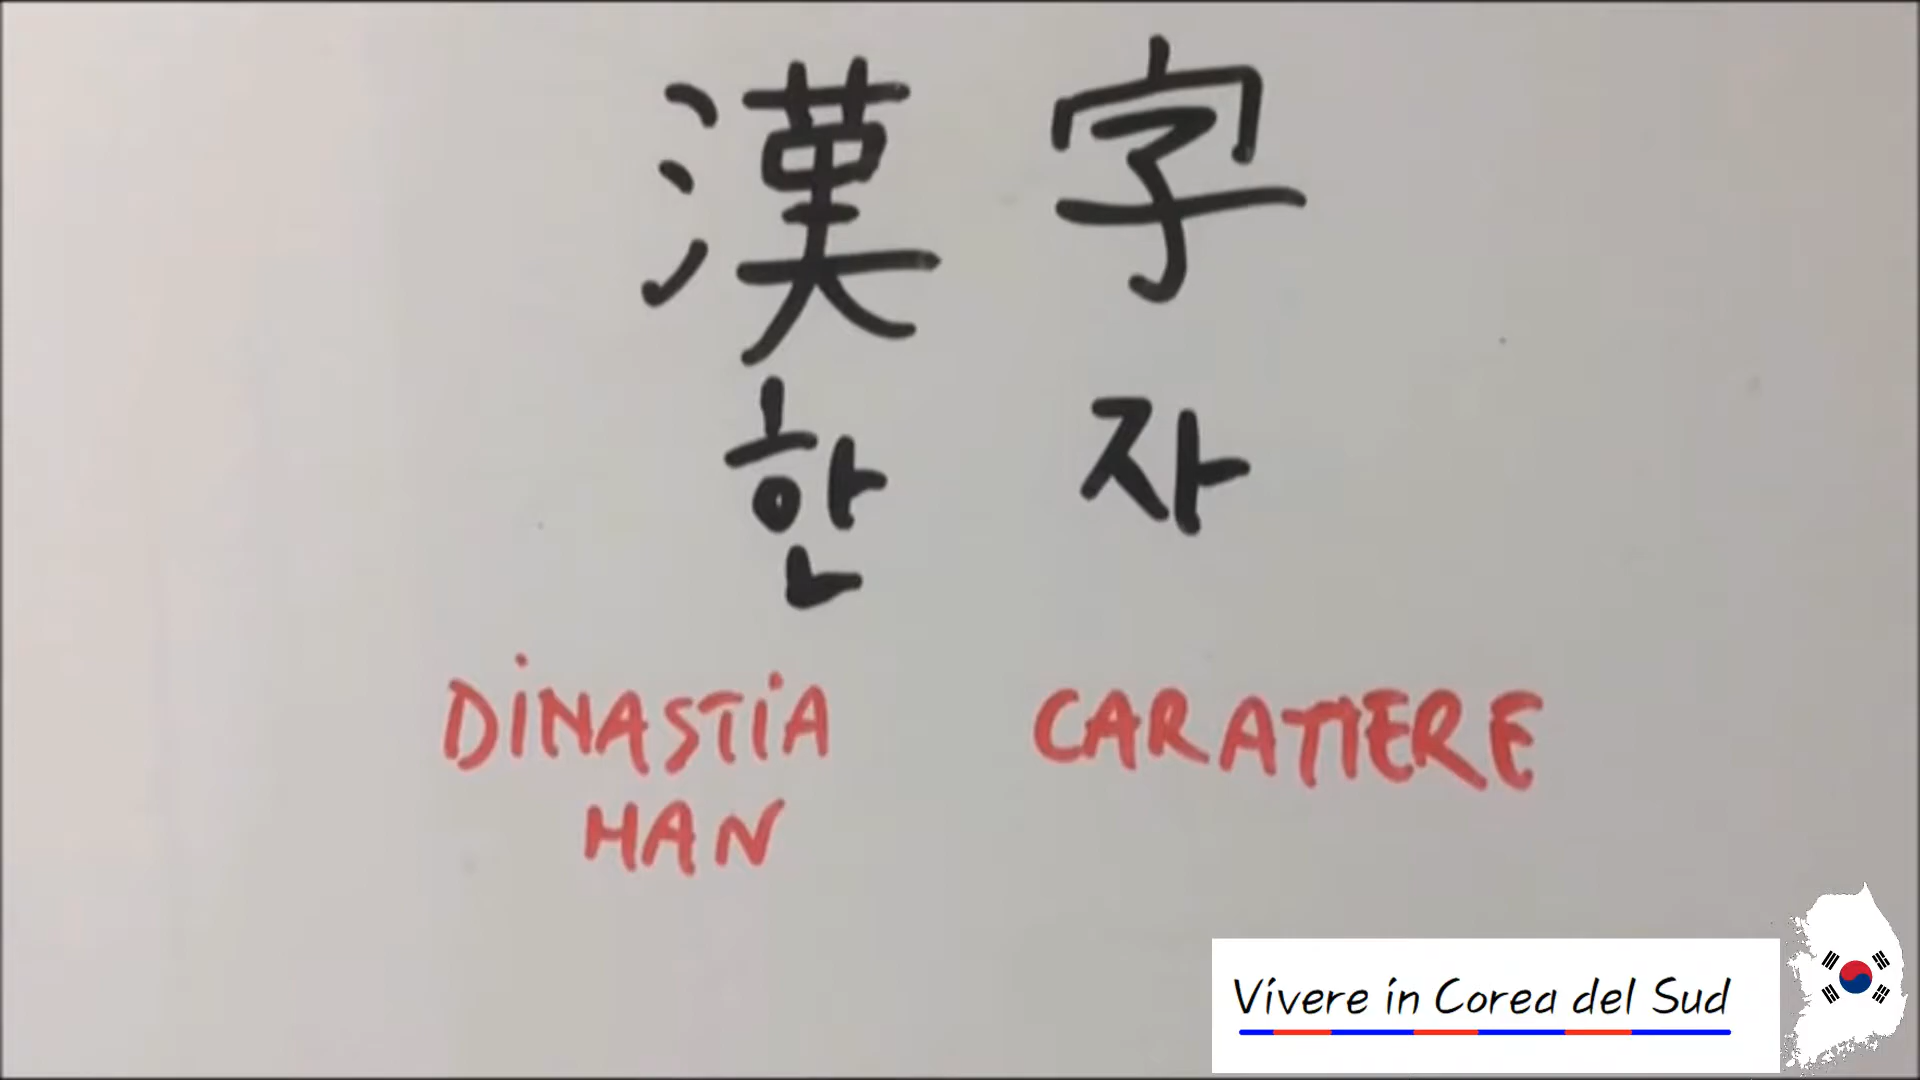 漢字
한자
DINASTIA CARATTERE
HAN
Vivere in Corea del Sud